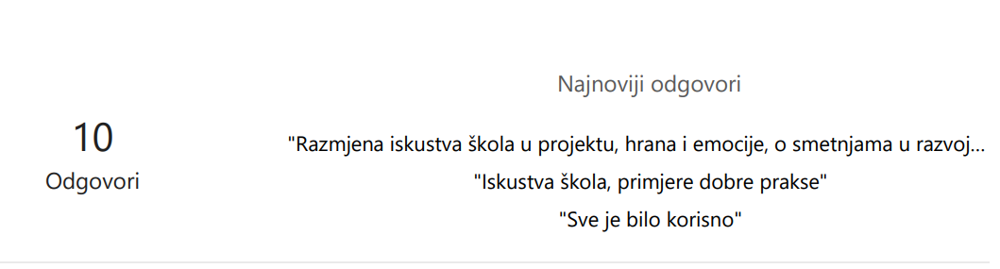 Najnoviji odgovori
10
Odgovori
"Razmjena iskustva škola u projektu, hrana i emocije, o smetnjama u razvoj...
"Iskustva škola, primjere dobre prakse"
"Sve je bilo korisno"